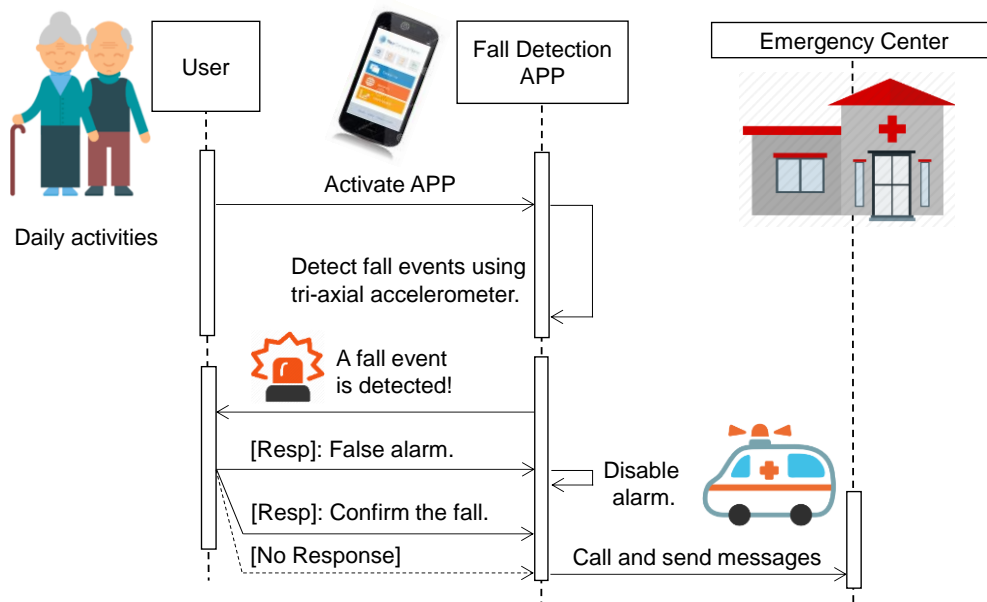 User
Fall Detection
APP
Emergency Center
Activate APP
Daily activities
Detect fall events using
tri-axial accelerometer.
A fall event
is detected!
[Resp]: False alarm.
Disable
alarm.
[Resp]: Confirm the fall.
[No Response]
Call and send messages